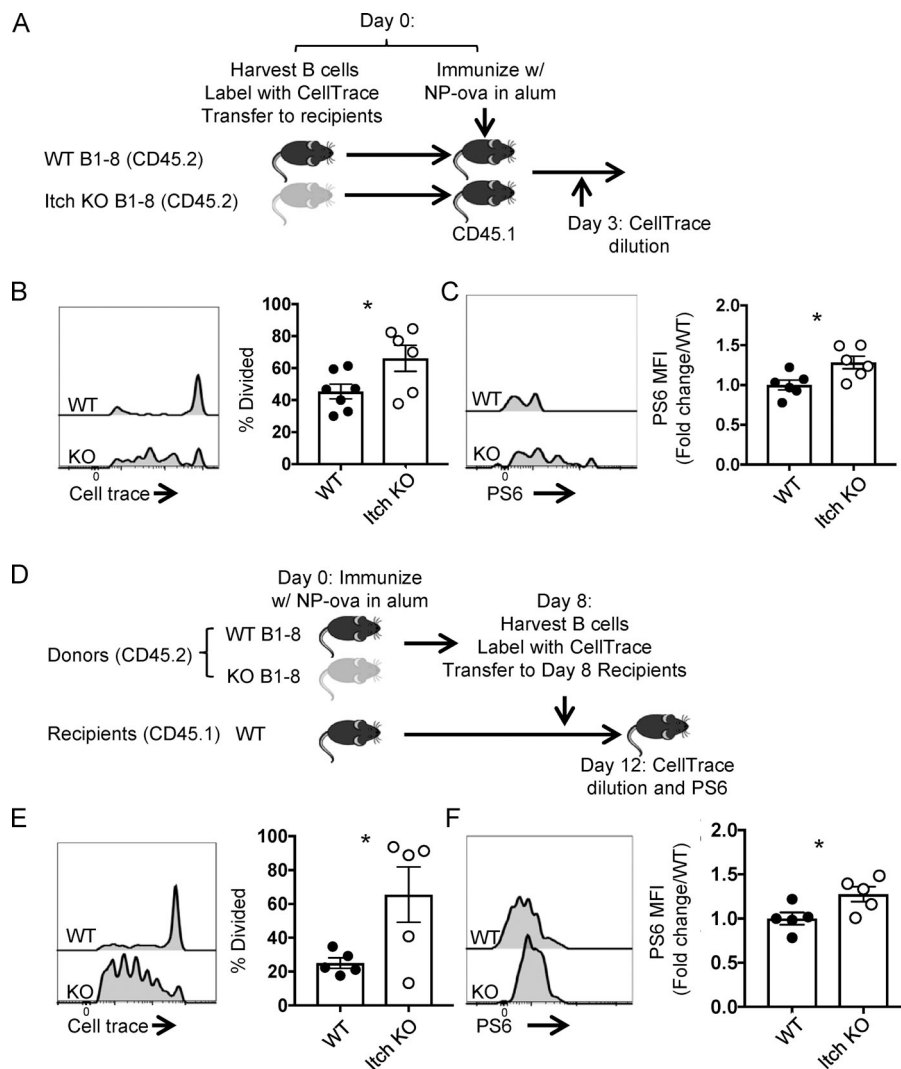 A
Day 0:
Harvest B cells
Label with CellTrace
Transfer to recipients
Immunize w/
NP-ova in alum
WT B1-8 (CD45.2)
Itch KO B1-8 (CD45.2)
CD45.1
Day 3: CellTrace
dilution
B
WT
KO
0
Cell trace
% Divided
100
80
60
40
20
0
*
WT
Itch KO
C
WT
KO
0
PS6
PS6 MFI
(Fold change/WT)
2.0
1.5
1.0
0.5
0.0
*
WT
Itch KO
D
Day 0: Immunize
w/ NP-ova in alum
Donors (CD45.2)
WT B1-8
KO B1-8
Day 8:
Harvest B cells
Label with CellTrace
Transfer to Day 8 Recipients
Recipients (CD45.1) WT
Day 12: CellTrace
dilution and PS6
E
WT
KO
0
Cell trace
% Divided
100
80
60
40
20
0
*
WT
Itch KO
F
WT
KO
0
PS6
PS6 MFI
(Fold change/WT)
2.0
1.5
1.0
0.5
0.0
*
WT
Itch KO